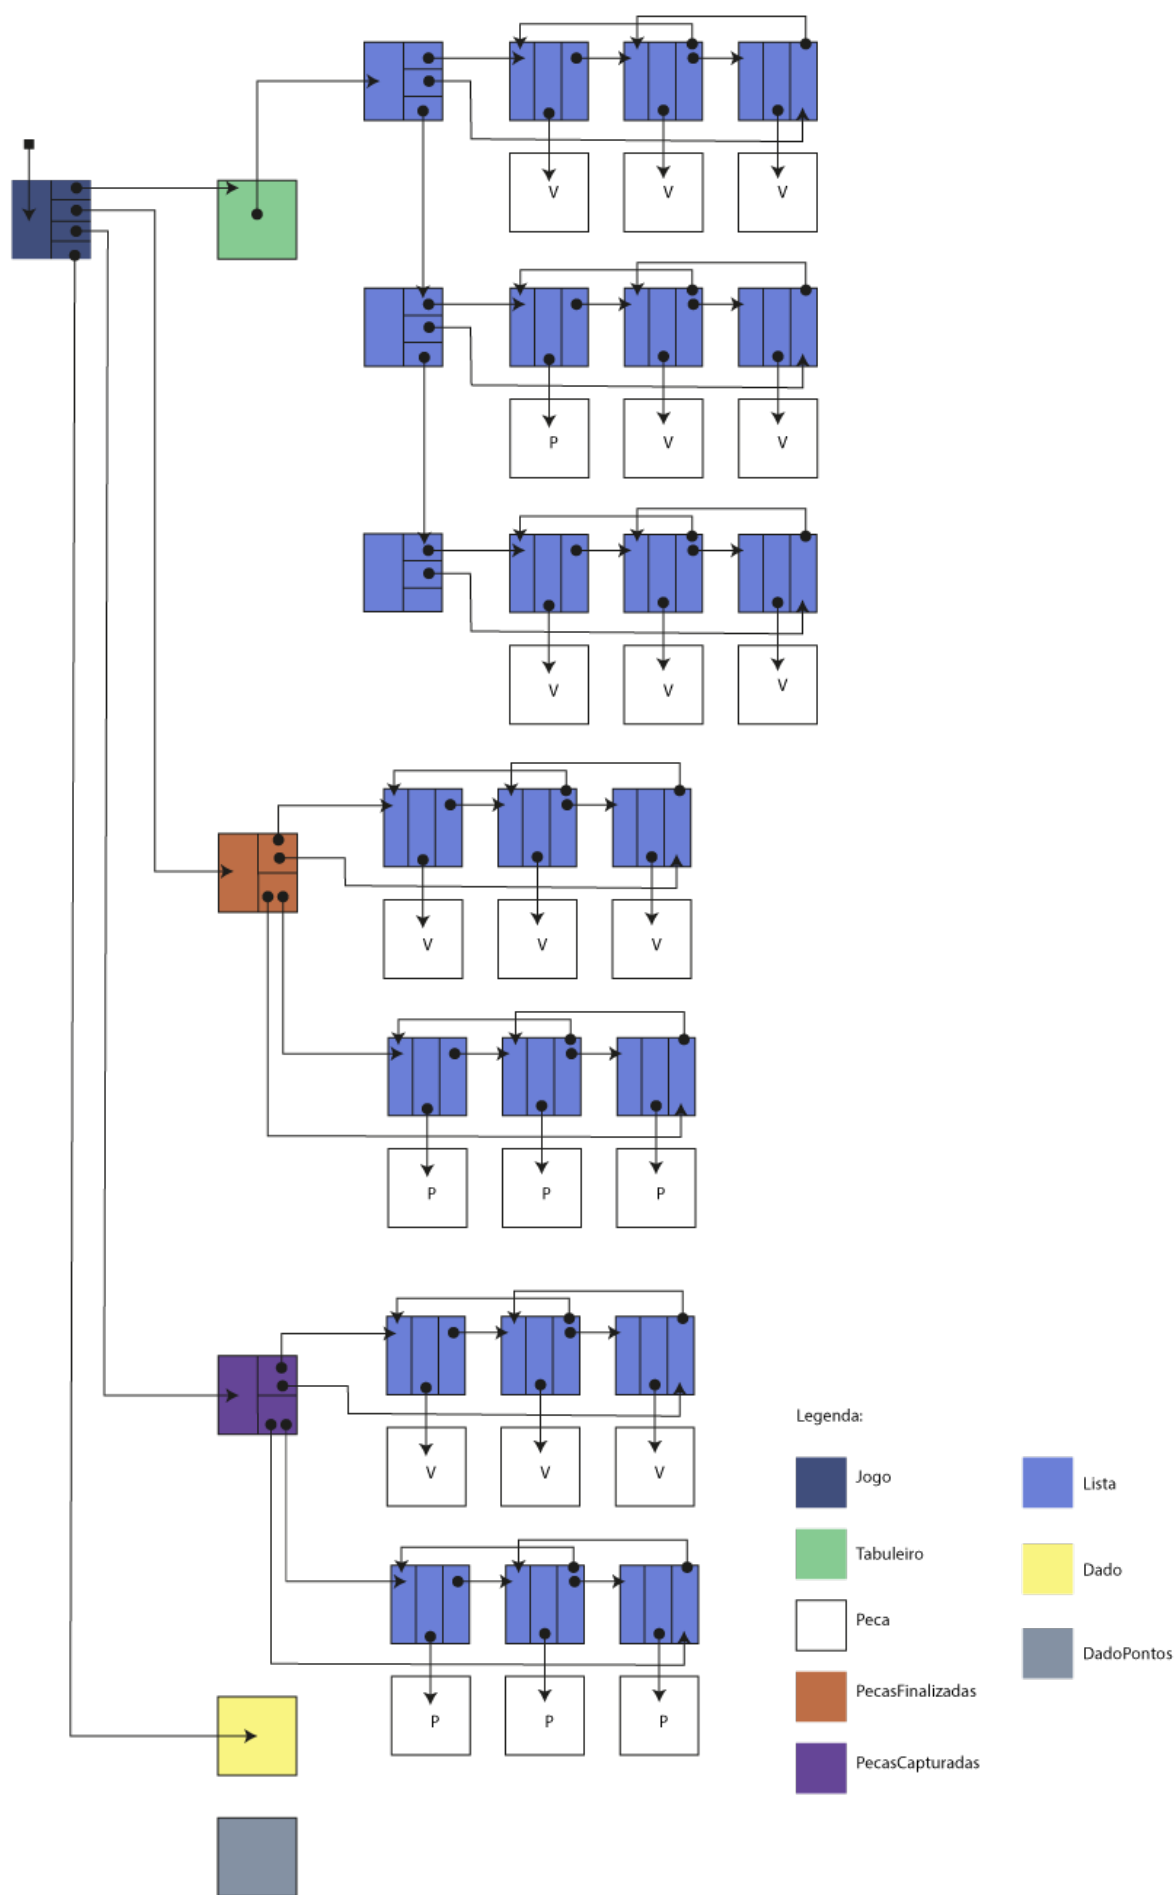 V V V
P V V
V V V
V V V
P P P
V V V
P P P
Legenda:
Jogo
Tabuleiro
Peca
PecasFinalizadas
PecasCapturadas
Lista
Dado
DadoPontos